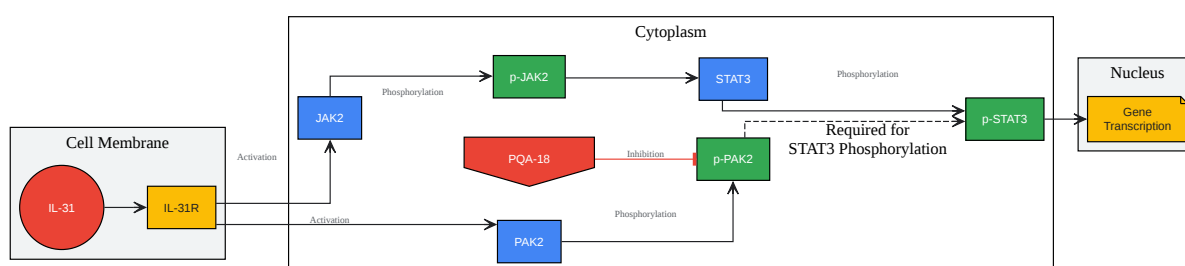 Cytoplasm
Nucleus
p-JAK2
STAT3
Phosphorylation
Phosphorylation
JAK2
Gene
Transcription
p-STAT3
Required for
STAT3 Phosphorylation
Cell Membrane
Activation
PQA-18
Inhibition
p-PAK2
IL-31
IL-31R
Activation
Phosphorylation
PAK2